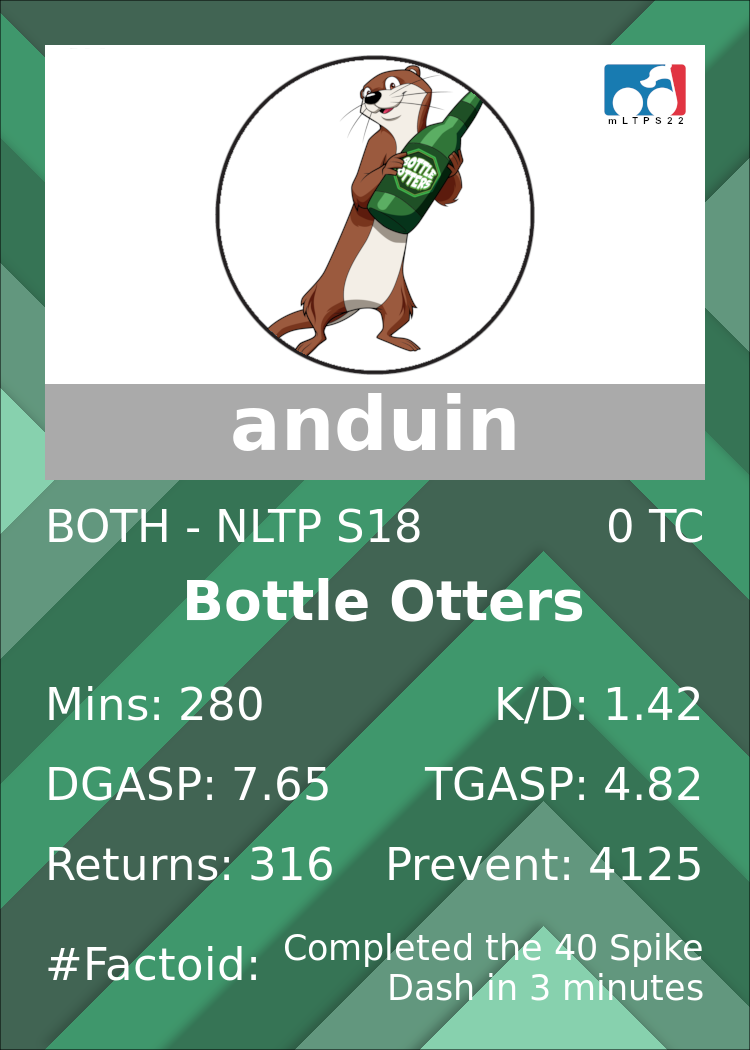 BOTTLE
OTTERS
mLTPS22
anduin
BOTH - NLTP S18
0 TC
Bottle Otters
Mins: 280
K/D: 1.42
DGASP: 7.65
TGASP: 4.82
Returns: 316
Prevent: 4125
#Factoid:
Completed the 40 Spike
Dash in 3 minutes